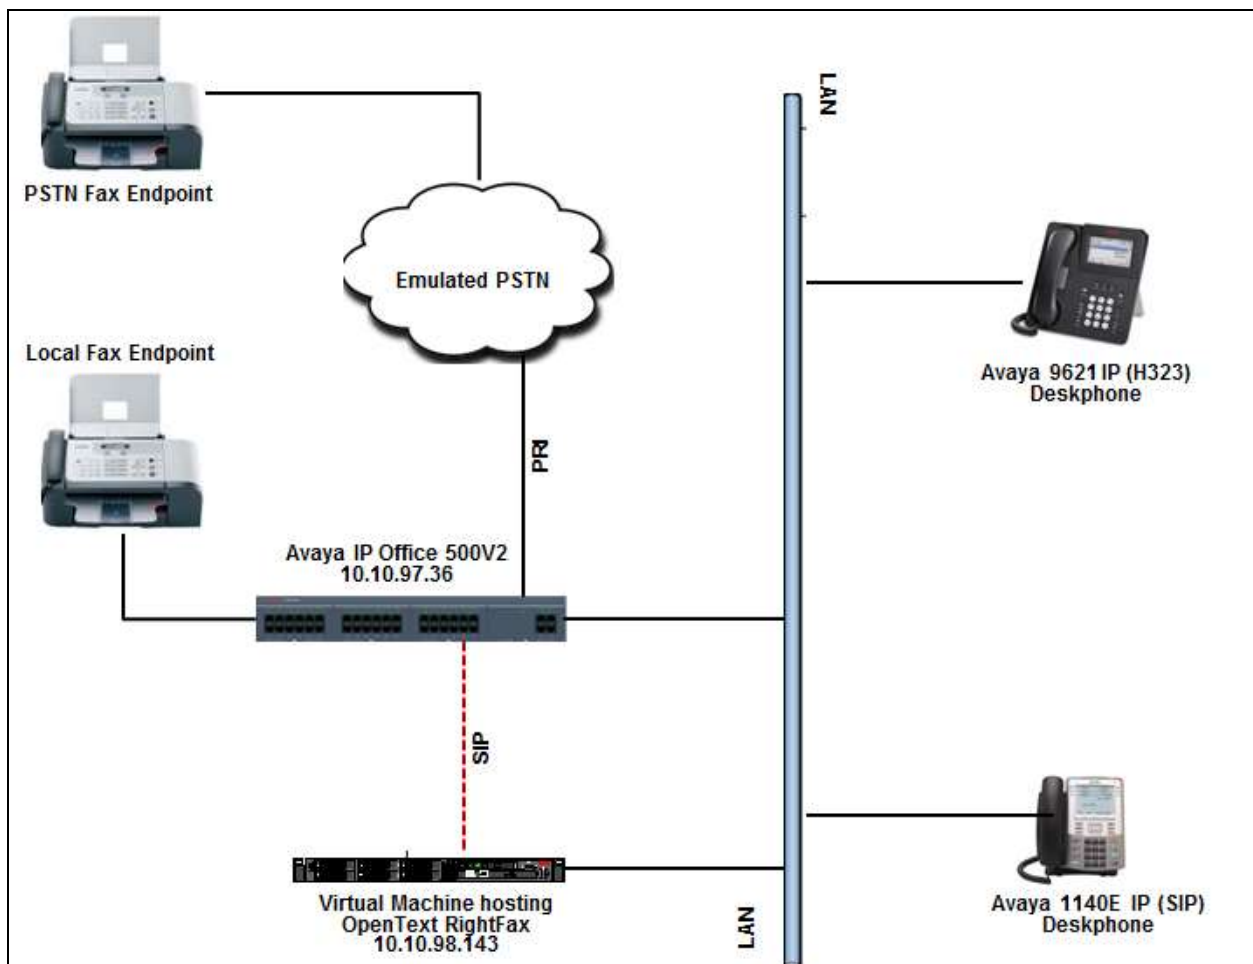 LAN
PSTN Fax Endpoint
Emulated PSTN
Local Fax Endpoint
Avaya 9621 IP (H323)
Deskphone
PRI
Avaya IP Office 500V2
10.10.97.36
SIP
Virtual Machine hosting
OpenText RightFax
10.10.98.143
LAN
Avaya 1140E IP (SIP)
Deskphone